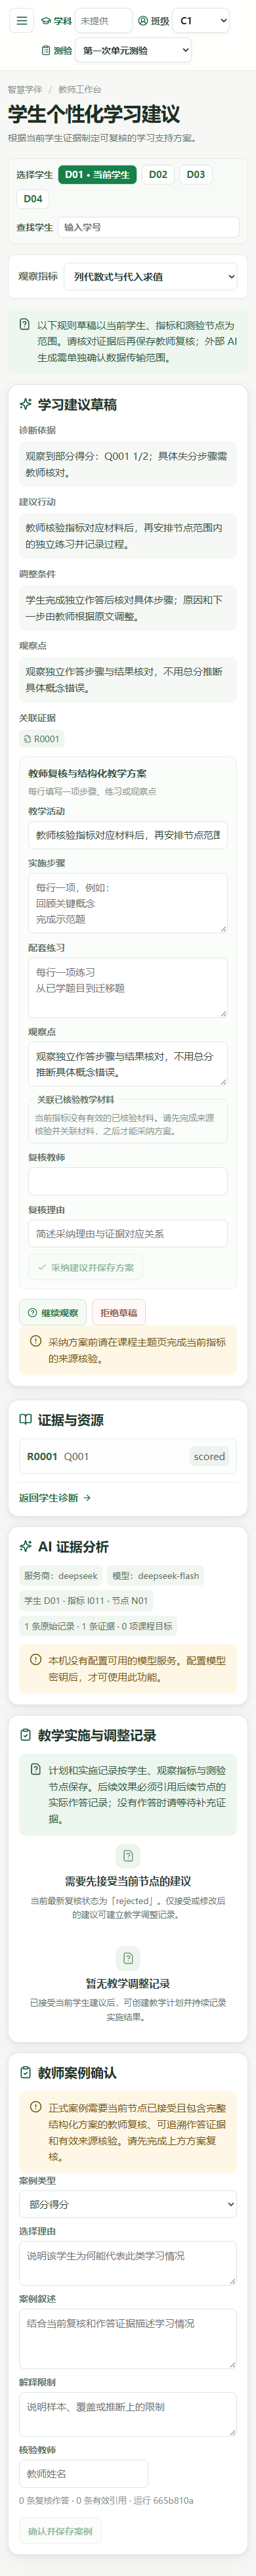 学科 未提供 班级 C1
测验 第一次单元测验
智慧学伴 / 教师工作台
学生个性化学习建议
根据当前学生证据制定可复核的学习支持方案。
选择学生 D01 • 当前学生 D02 D03
D04
查找学生 输入学号
观察指标 列代数式与代入求值
以下规则草稿以当前学生、指标和测验节点为
范围。请核对证据后再保存教师复核；外部 AI
生成需单独确认数据传输范围。
学习建议草稿
诊断依据
观察到部分得分：Q001 1/2；具体失分步骤需
教师核对。
建议行动
教师核验指标对应材料后，再安排节点范围内
的独立练习并记录过程。
调整条件
学生完成独立作答后核对具体步骤；原因和下
一步由教师根据原文调整。
观察点
观察独立作答步骤与结果核对，不用总分推断
具体概念错误。
关联证据
R0001
教师复核与结构化教学方案
每行填写一项步骤、练习或观察点
教学活动
教师核验指标对应材料后，再安排节点范围
实施步骤
每行一项，例如：
回顾关键概念
完成示范题
配套练习
每行一项练习
从已学题目到迁移题
观察点
观察独立作答步骤与结果核对，不用总分
推断具体概念错误。
关联已核验教学材料
当前指标没有有效的已核验材料。请先完成来源
核验并关联材料，之后才能采纳方案。
复核教师
复核理由
简述采纳理由与证据对应关系
采纳建议并保存方案
继续观察 拒绝草稿
采纳方案前请在课程主题页完成当前指标
的来源核验。
证据与资源
R0001 Q001 scored
返回学生诊断
AI 证据分析
服务商：deepseek 模型：deepseek-flash
学生 D01 · 指标 I011 · 节点 N01
1 条原始记录 · 1 条证据 · 0 项课程目标
本机没有配置可用的模型服务。配置模型
密钥后，才可使用此功能。
教学实施与调整记录
计划和实施记录按学生、观察指标与测验
节点保存。后续效果必须引用后续节点的
实际作答记录；没有作答时请等待补充证
据。
需要先接受当前节点的建议
当前最新复核状态为「rejected」。仅接受或修改后
的建议可建立教学调整记录。
暂无教学调整记录
已接受当前学生建议后，可创建教学计划并持续记录
实施结果。
教师案例确认
正式案例需要当前节点已接受且包含完整
结构化方案的教师复核、可追溯作答证据
和有效来源核验。请先完成上方方案复
核。
案例类型
部分得分
选择理由
说明该学生为何能代表此类学习情况
案例叙述
结合当前复核和作答证据描述学习情况
解释限制
说明样本、覆盖或推断上的限制
核验教师
教师姓名
0 条复核作答 · 0 条有效引用 · 运行 665b810a
确认并保存案例